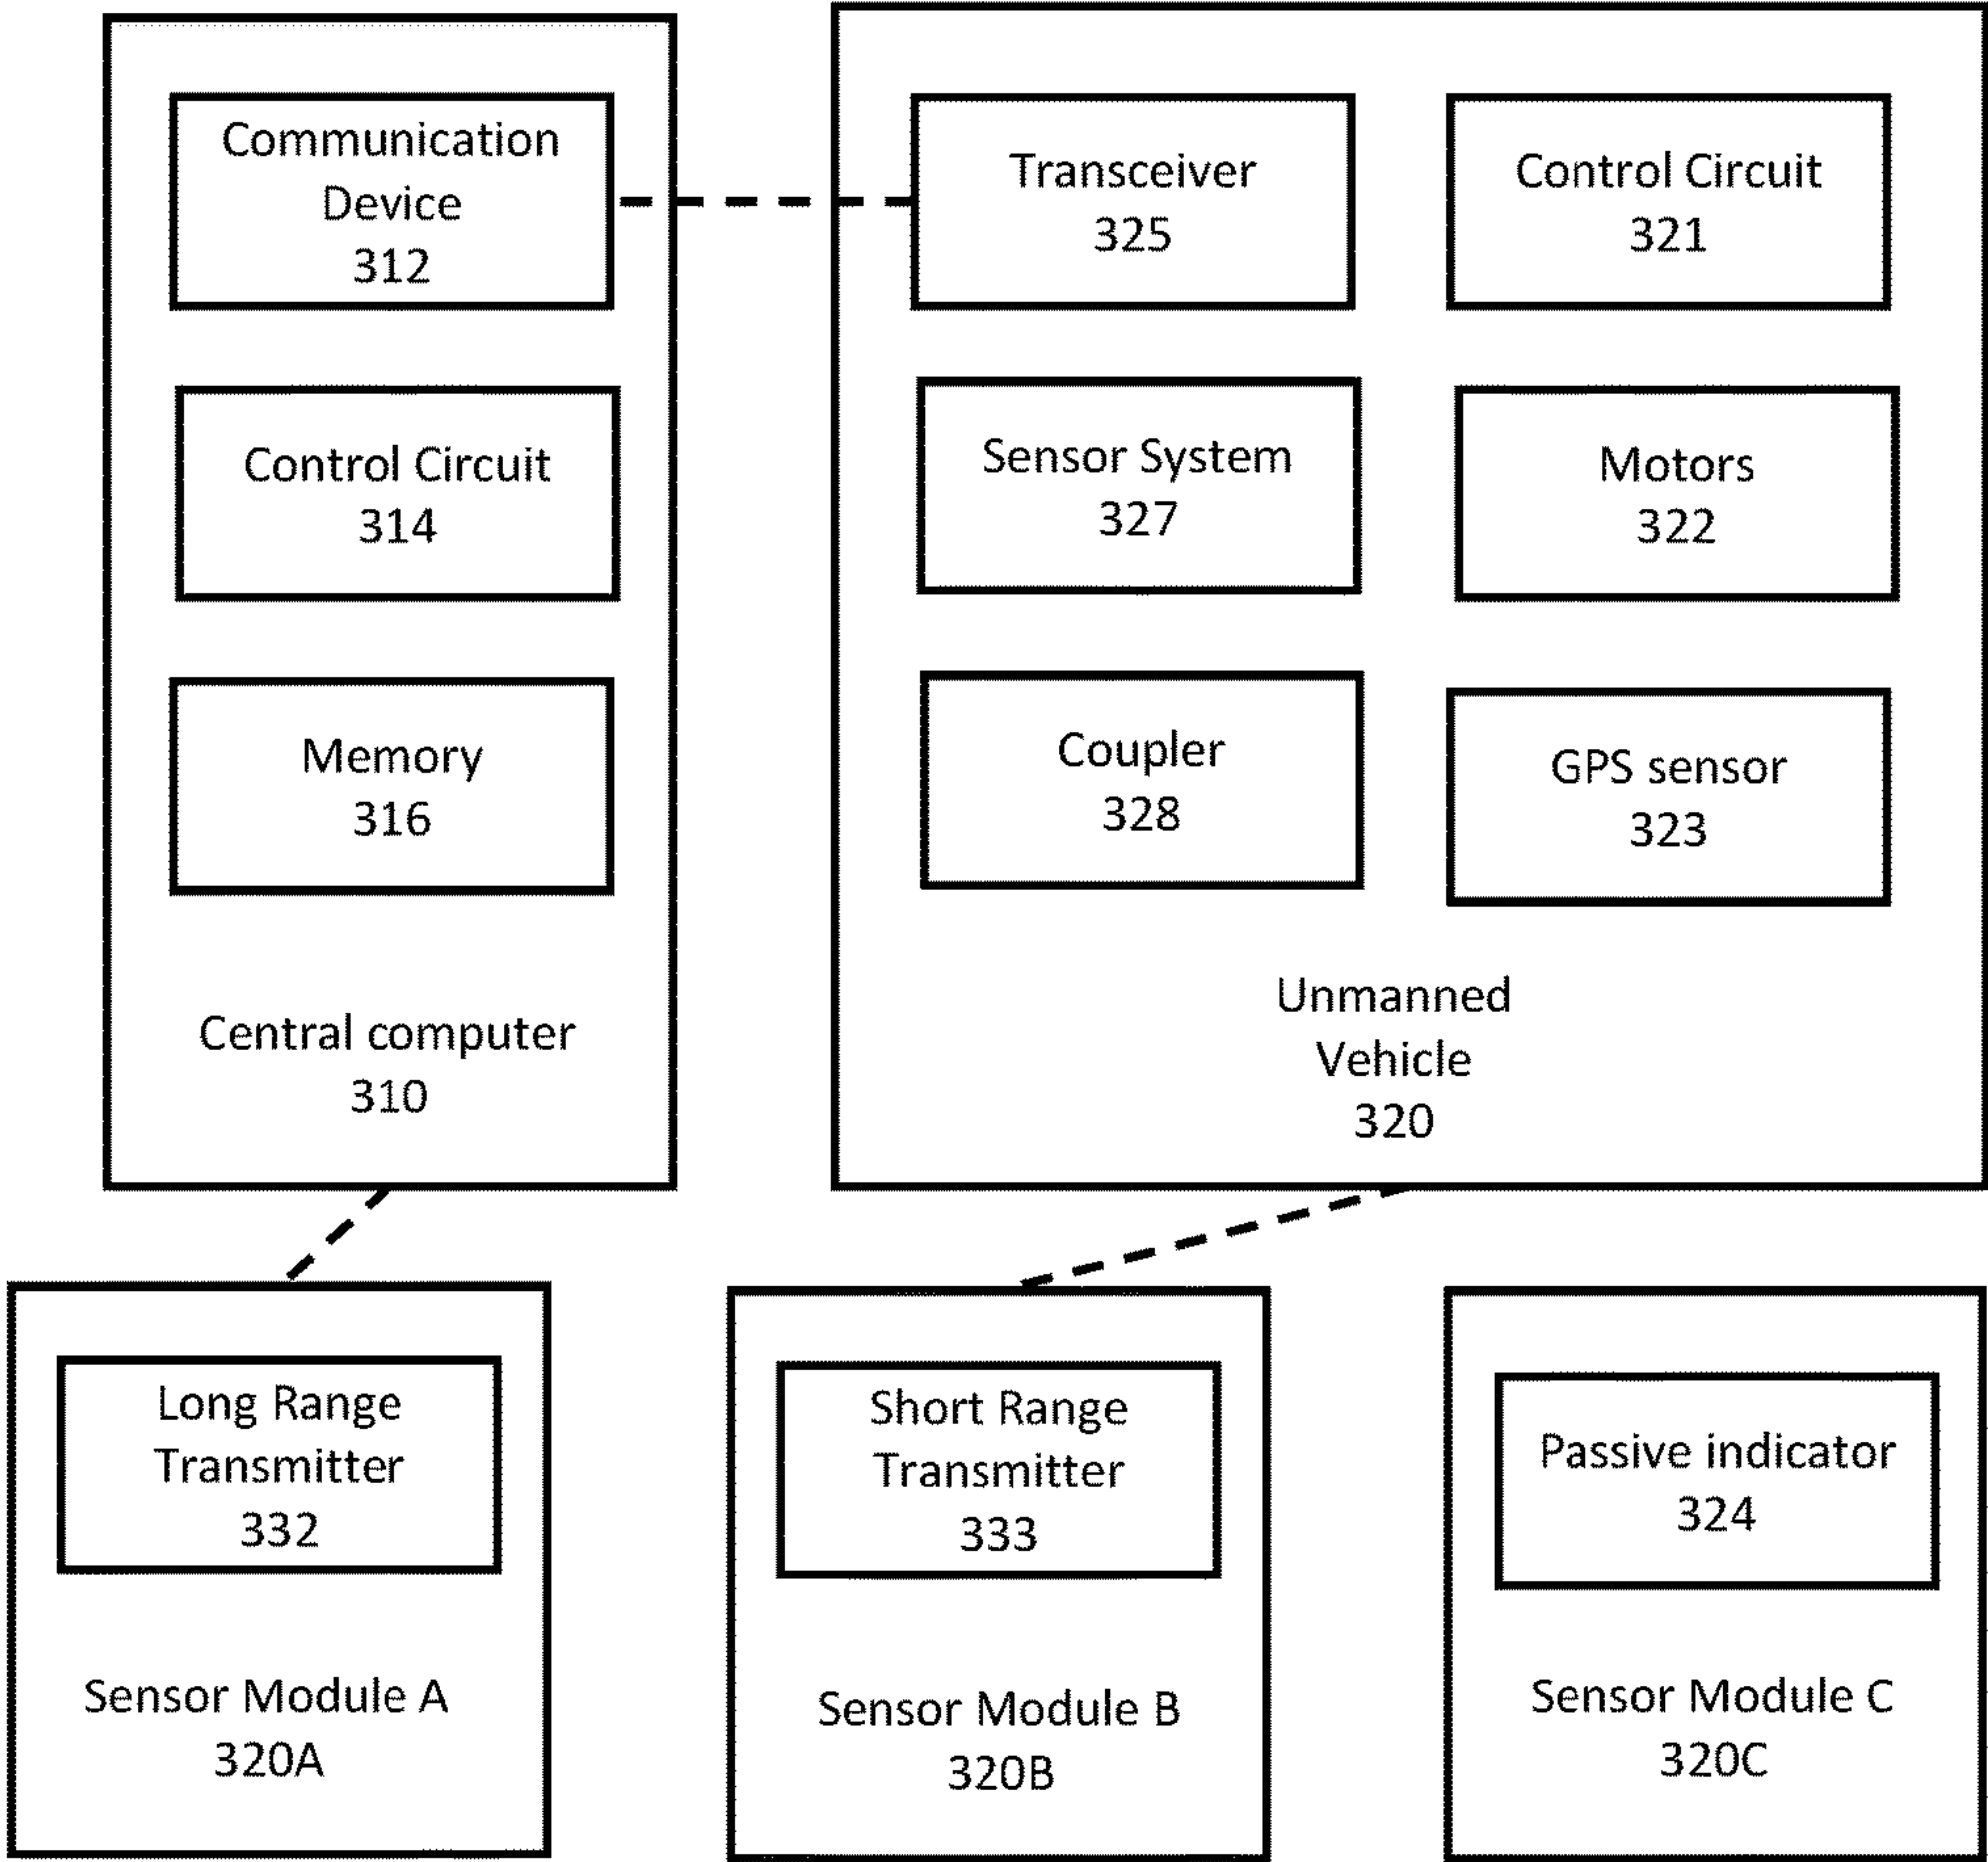 Communication
Device
312
Control Circuit
314
Memory
316
Central computer
310
Transceiver
325
Control Circuit
321
Sensor System
327
Motors
322
Coupler
328
GPS sensor
323
Unmanned
Vehicle
320
Long Range
Transmitter
332
Sensor Module A
320A
Short Range
Transmitter
333
Sensor Module B
320B
Passive indicator
324
Sensor Module C
320C